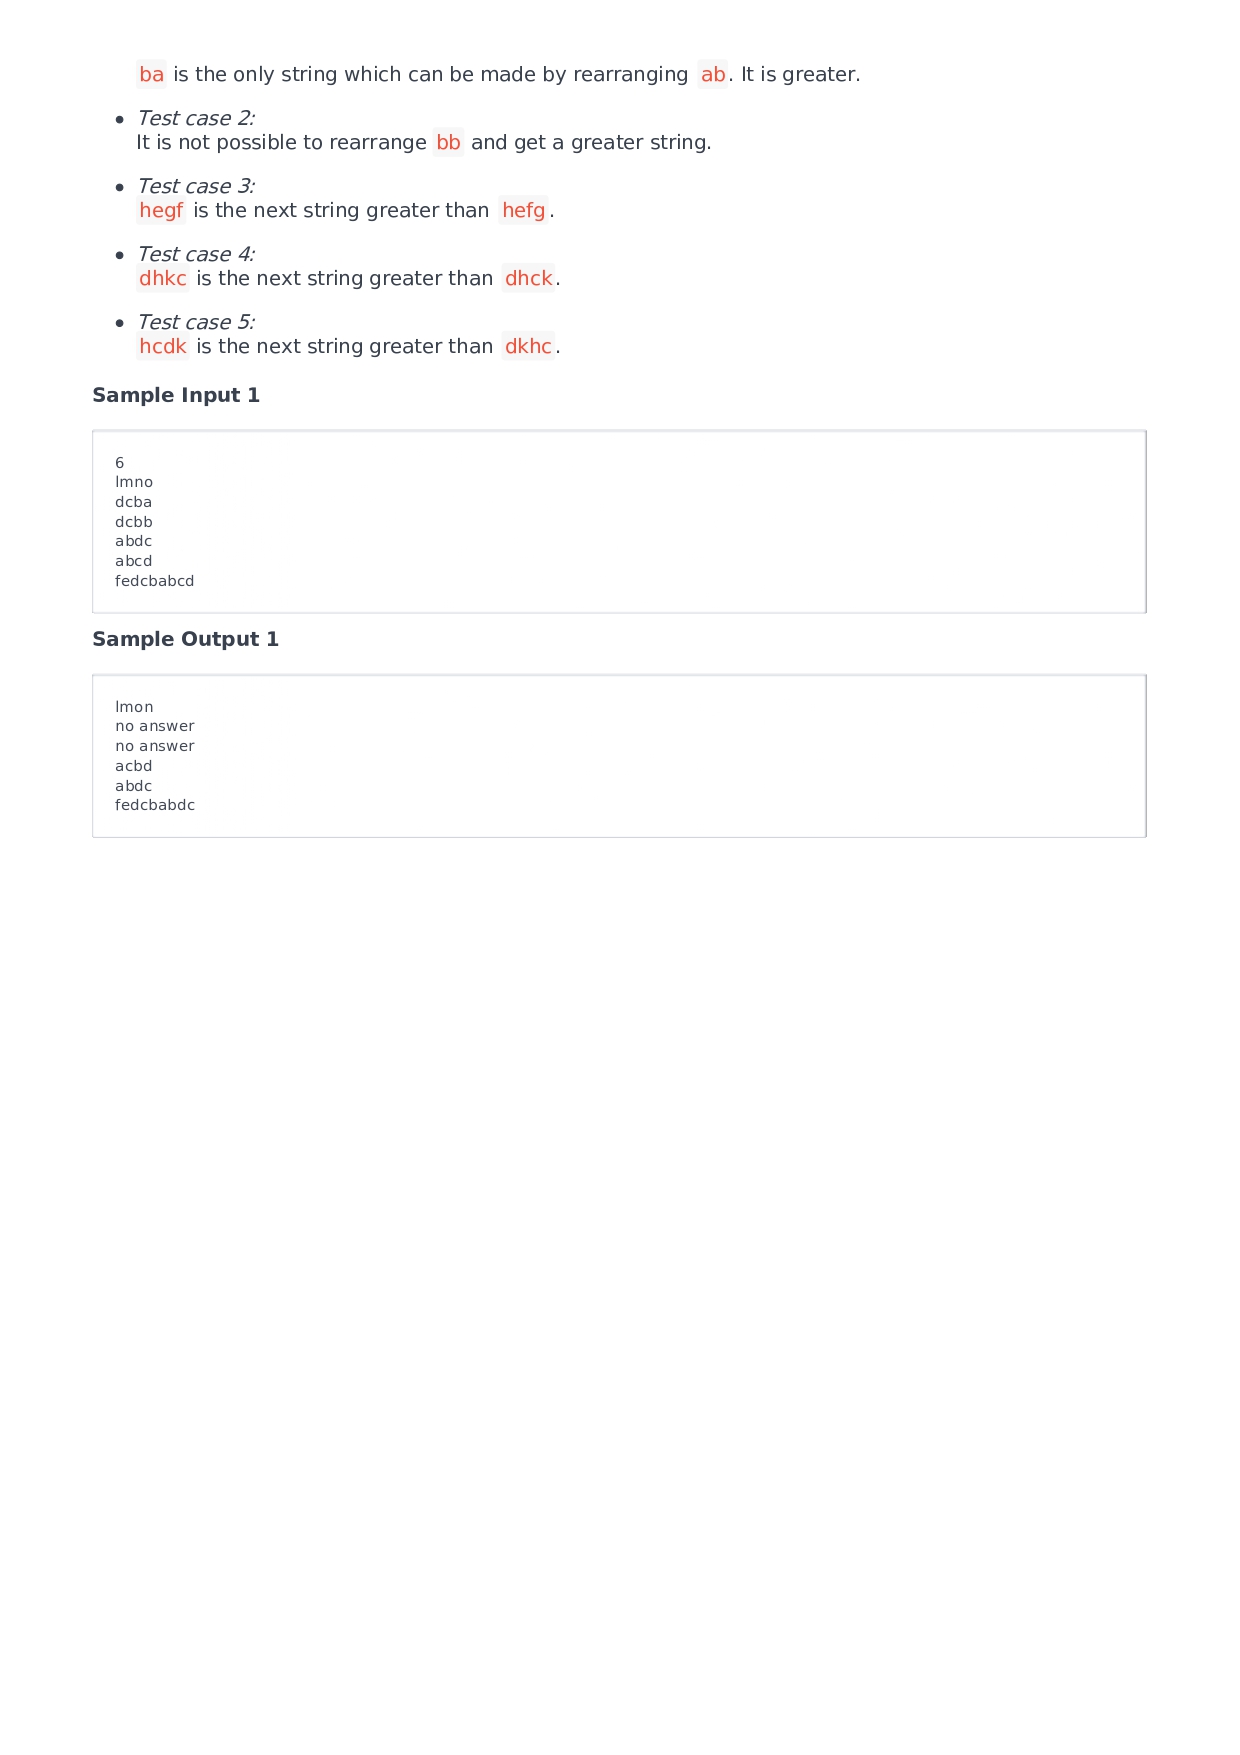 ba is the only string which can be made by rearranging ab. It is greater.
• Test case 2:
It is not possible to rearrange bb and get a greater string.
• Test case 3:
hegf is the next string greater than hefg.
• Test case 4:
dhkc is the next string greater than dhck.
• Test case 5:
hcdk is the next string greater than dkhc.
Sample Input 1
6
lmno
dcba
dcbb
abdc
abcd
fedcbabcd
Sample Output 1
lmon
no answer
no answer
acbd
abdc
fedcbabdc